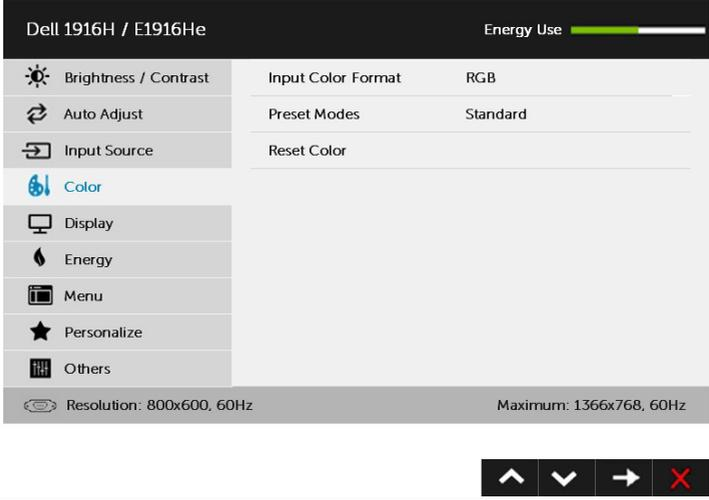 Dell 1916H / E1916He Energy Use
Brightness / Contrast Input Color Format RGB
Auto Adjust Preset Modes Standard
Input Source Reset Color
Color
Display
Energy
Menu
Personalize
Others
Resolution: 800x600, 60Hz Maximum: 1366x768, 60Hz